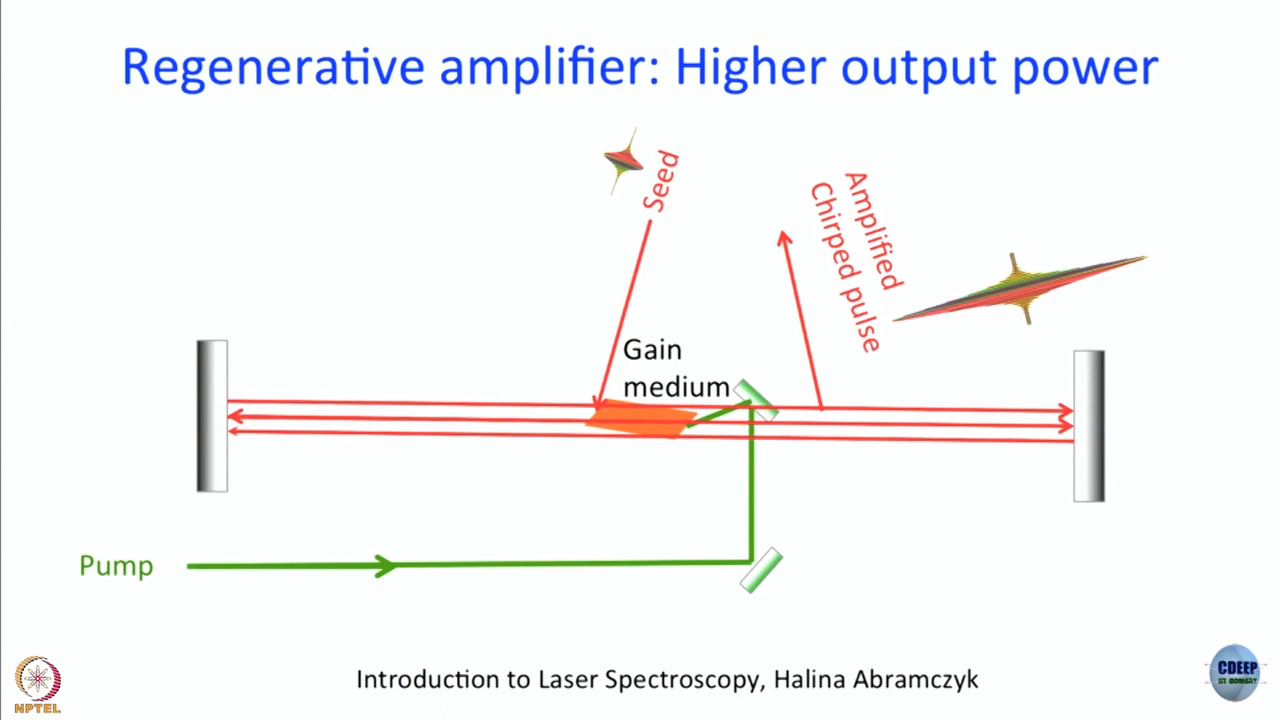 Regenerative amplifier: Higher output power
Seed
Amplified
Chirped pulse
Gain
medium
Pump
Introduction to Laser Spectroscopy, Halina Abramczyk
NPTEL
CDEEP
IIT BOMBAY